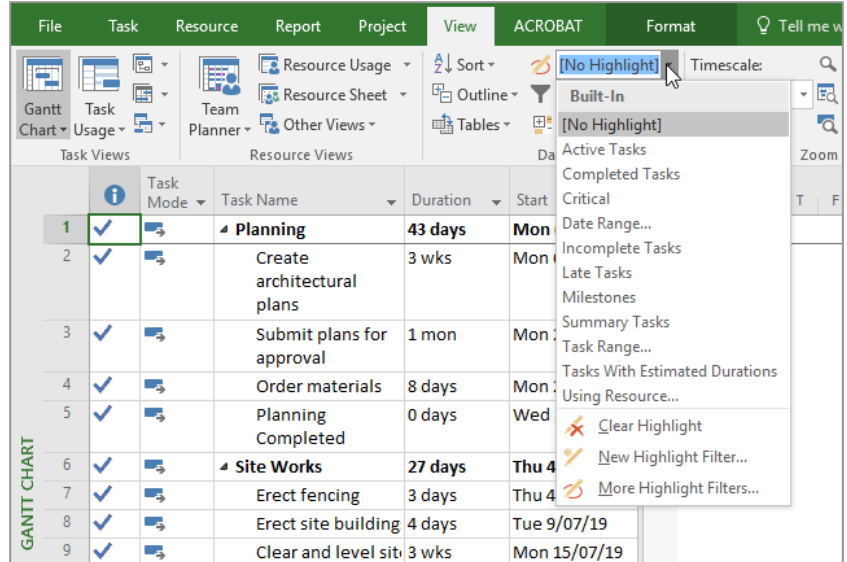 File Task Resource Report Project View ACROBAT Format Tell me w
Resource Usage Sort [No Highlight] Timescale:
Resource Sheet Outline
Gantt Chart Task Usage Team Planner Other Views Tables
Task Views Resource Views Da Zoom
Built-In
[No Highlight]
Active Tasks
Completed Tasks
Critical
Date Range...
Incomplete Tasks
Late Tasks
Milestones
Summary Tasks
Task Range...
Tasks With Estimated Durations
Using Resource...
Clear Highlight
New Highlight Filter...
More Highlight Filters...
Task Mode Task Name Duration Start T F
1 Planning 43 days Mon
2 Create architectural plans 3 wks Mon
3 Submit plans for approval 1 mon Mon
4 Order materials 8 days Mon
5 Planning Completed 0 days Wed
6 Site Works 27 days Thu 4
7 Erect fencing 3 days Thu 4
8 Erect site building 4 days Tue 9/07/19
9 Clear and level sit 3 wks Mon 15/07/19
GANTT CHART